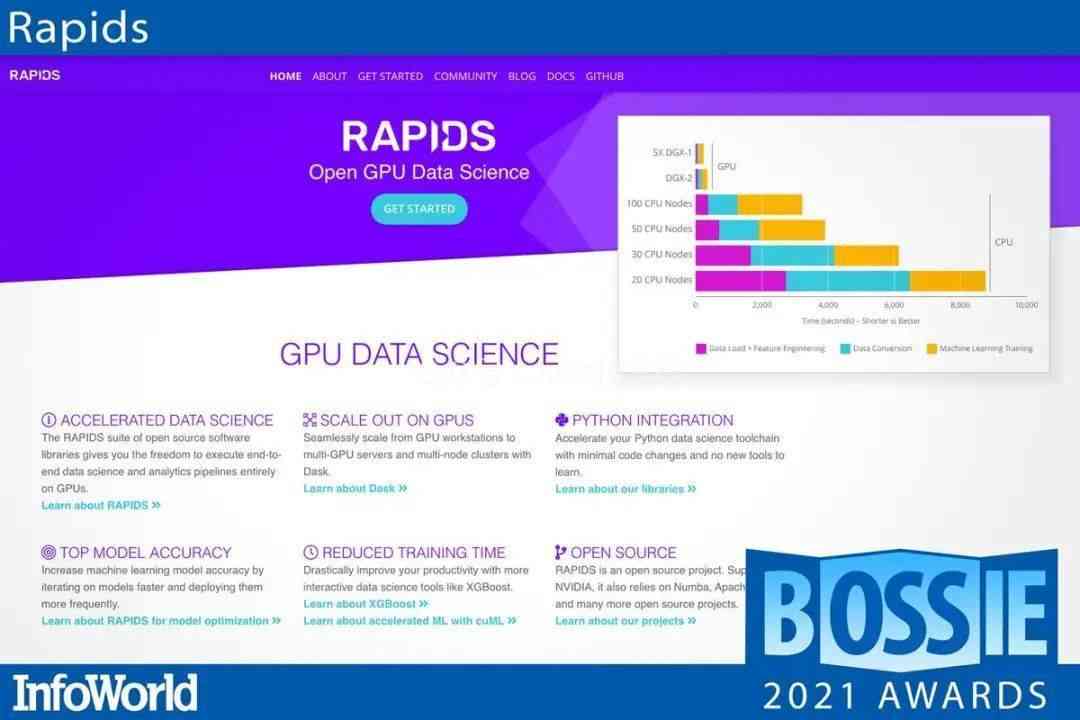 Rapids
RAPIDS
HOME ABOUT GET STARTED COMMUNITY BLOG DOCS GITHUB
RAPIDS
Open GPU Data Science
GET STARTED
5X DGX-1
DGX-2
GPU
100 CPU Nodes
50 CPU Nodes
30 CPU Nodes
20 CPU Nodes
CPU
0 2,000 4,000 6,000 8,000 10,000
Time (seconds) – Shorter is Better
Data Load + Feature Engineering Data Conversion Machine Learning Training
GPU DATA SCIENCE
ACCELERATED DATA SCIENCE
The RAPIDS suite of open source software
libraries gives you the freedom to execute end-to-
end data science and analytics pipelines entirely
on GPUs.
Learn about RAPIDS »
SCALE OUT ON GPUS
Seamlessly scale from GPU workstations to
multi-GPU servers and multi-node clusters with
Dask.
Learn about Dask »
PYTHON INTEGRATION
Accelerate your Python data science toolchain
with minimal code changes and no new tools to
learn.
Learn about our libraries »
TOP MODEL ACCURACY
Increase machine learning model accuracy by
iterating on models faster and deploying them
more frequently.
Learn about RAPIDS for model optimization »
REDUCED TRAINING TIME
Drastically improve your productivity with more
interactive data science tools like XGBoost.
Learn about XGBoost »
Learn about accelerated ML with cuML »
OPEN SOURCE
RAPIDS is an open source project. Sup
NVIDIA, it also relies on Numba, Apach
and many more open source projects.
Learn about our projects »
BOSSIE
2021 AWARDS
InfoWorld